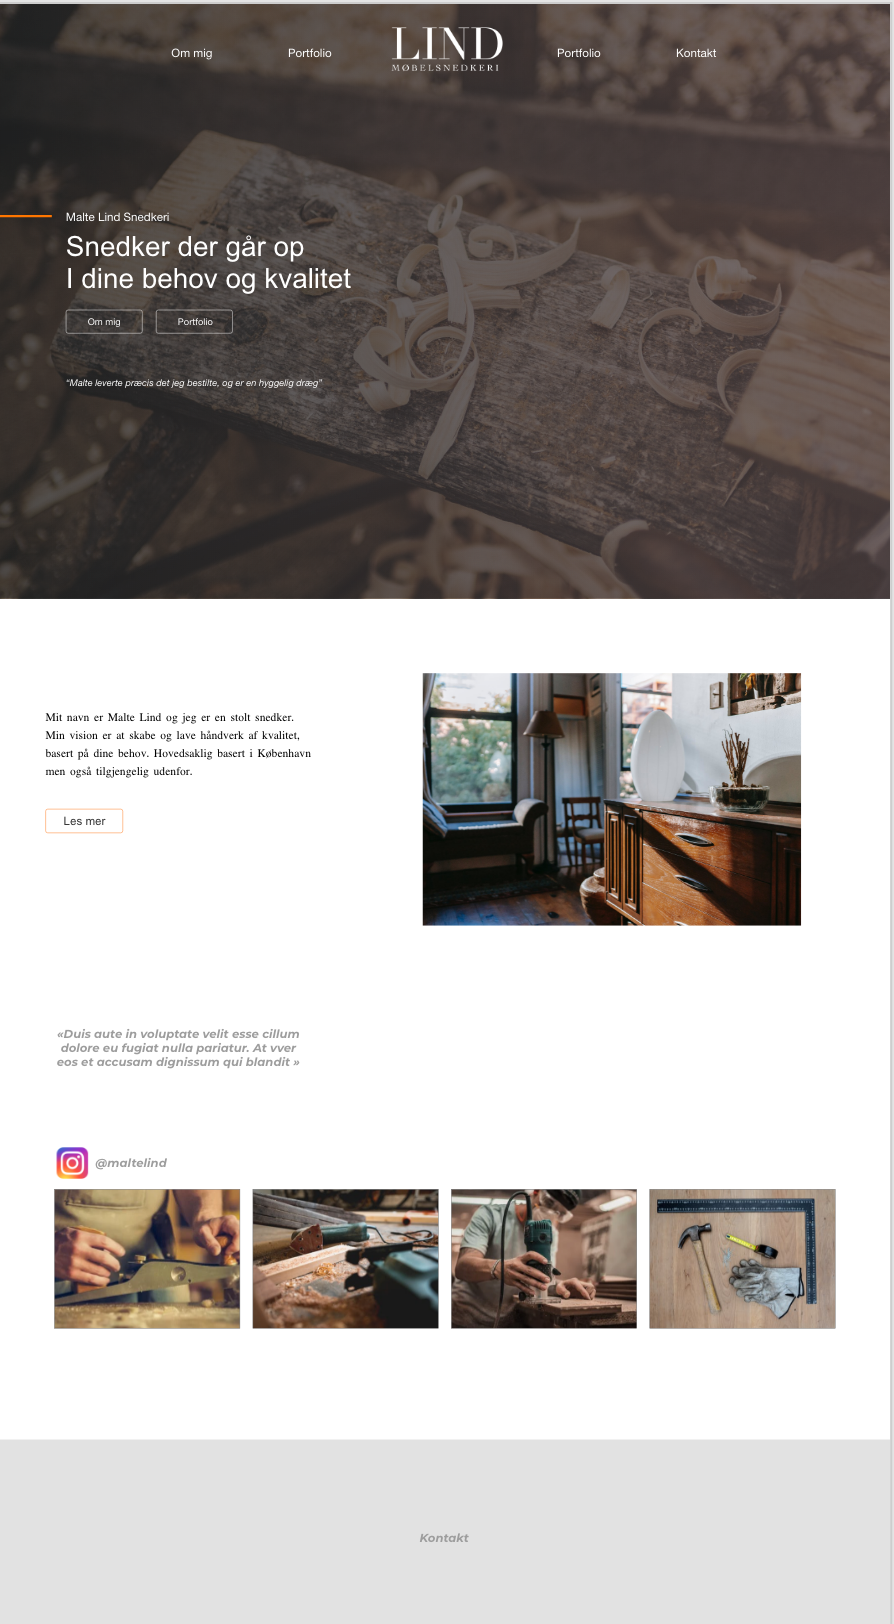 Om mig
Portfolio
LIND
MØBELSNEDKERI
Portfolio
Kontakt
Malte Lind Snedkeri
Snedker der går op
I dine behov og kvalitet
Om mig
Portfolio
“Malte leverte præcis det jeg bestilte, og er en hyggelig dræg”
Mit navn er Malte Lind og jeg er en stolt snedker.
Min vision er at skabe og lave håndverk af kvalitet,
basert på dine behov. Hovedsaklig basert i København
men også tilgjengelig udenfor.
Les mer
«Duis aute in voluptate velit esse cillum
dolore eu fugiat nulla pariatur. At vver
eos et accusam dignissum qui blandit »
@maltelind
Kontakt